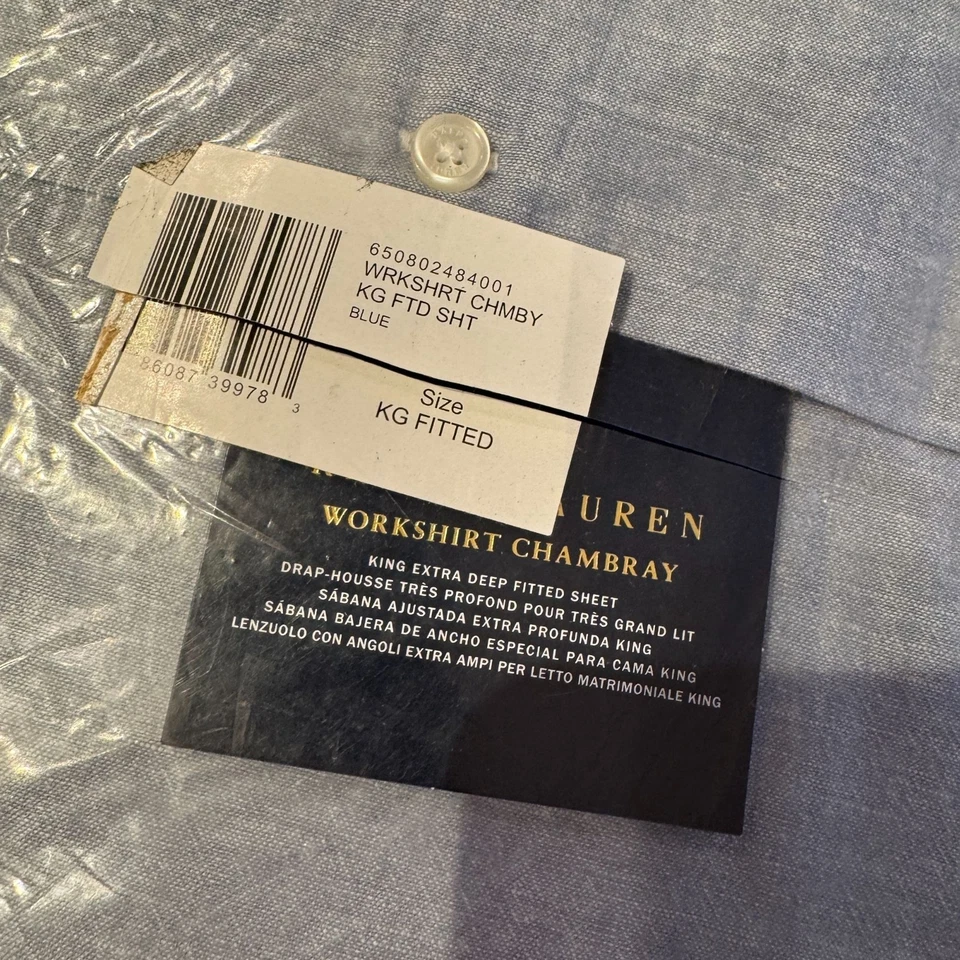 650802484001
WRKSHRT CHMBY
KG FTD SHT
BLUE
86087 39978 3
Size
KG FITTED
AUREN
WORKSHIRT CHAMBRAY
KING EXTRA DEEP FITTED SHEET
DRAP-HOUSSE TRÈS PROFOND POUR TRÈS GRAND LIT
SÁBANA AJUSTADA EXTRA PROFUNDA KING
SÁBANA BAJERA DE ANCHO ESPECIAL PARA CAMA KING
LENZUOLO CON ANGOLI EXTRA AMPI PER LETTO MATRIMONIALE KING